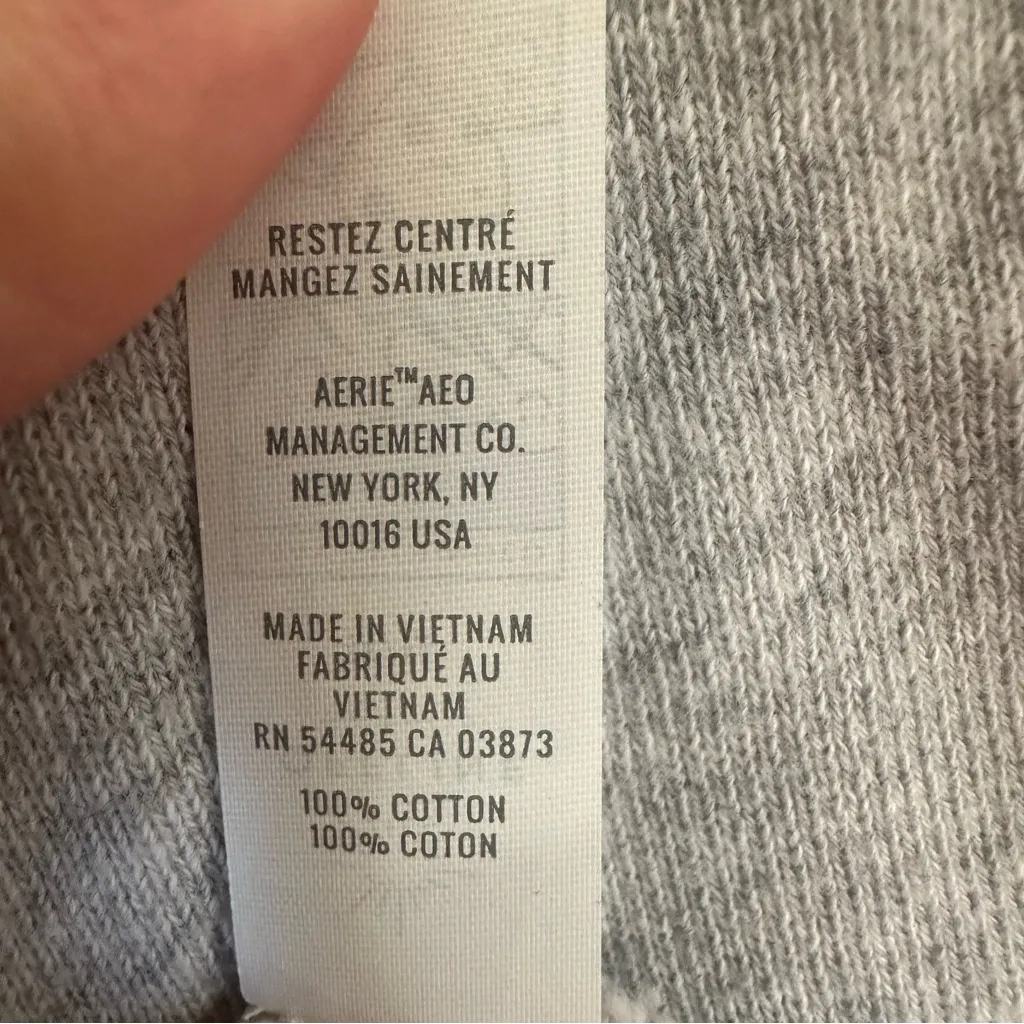 RESTEZ CENTRÉ
MANGEZ SAINEMENT
AERIE™AEO
MANAGEMENT CO.
NEW YORK, NY
10016 USA
MADE IN VIETNAM
FABRIQUÉ AU
VIETNAM
RN 54485 CA 03873
100% COTTON
100% COTON